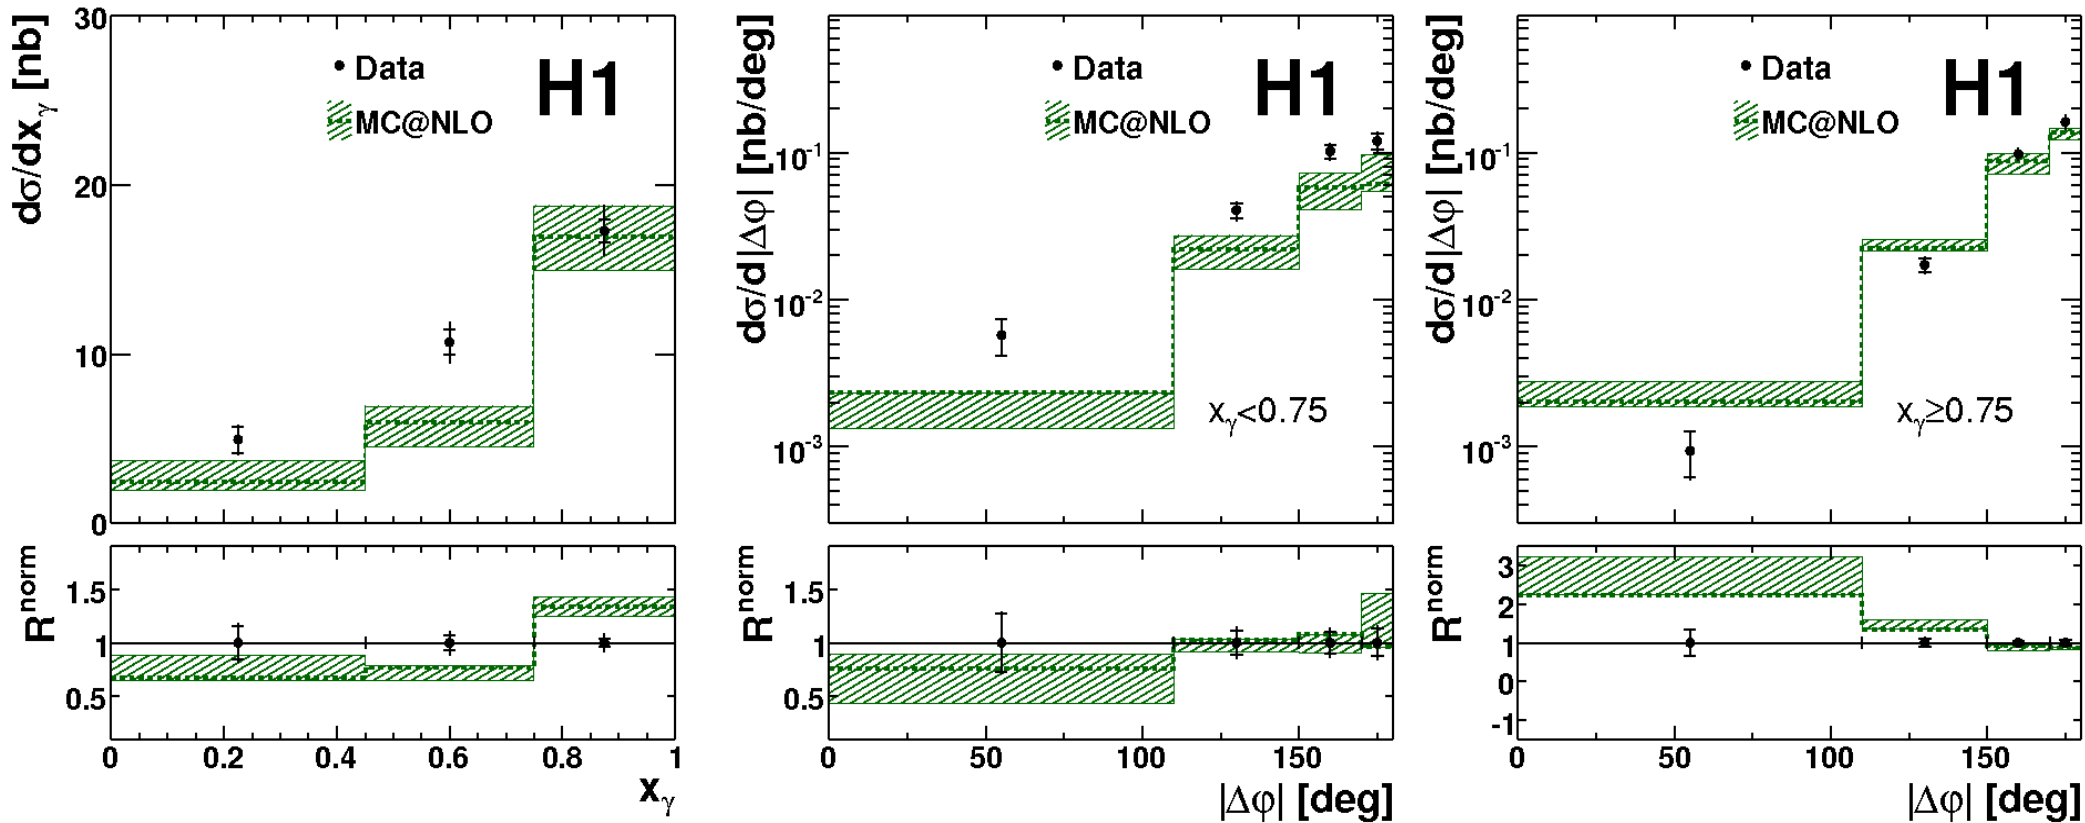 dσ/dxγ [nb]
30
20
10
0
Data
MC@NLO
H1
R^norm
1.5
1
0.5
0 0.2 0.4 0.6 0.8 1
xγ
dσ/d|Δφ| [nb/deg]
10^-1
10^-2
10^-3
Data
MC@NLO
H1
xγ<0.75
R^norm
1.5
1
0.5
0 50 100 150
|Δφ| [deg]
dσ/d|Δφ| [nb/deg]
10^-1
10^-2
10^-3
Data
MC@NLO
H1
xγ≥0.75
R^norm
3
2
1
0
-1
0 50 100 150
|Δφ| [deg]